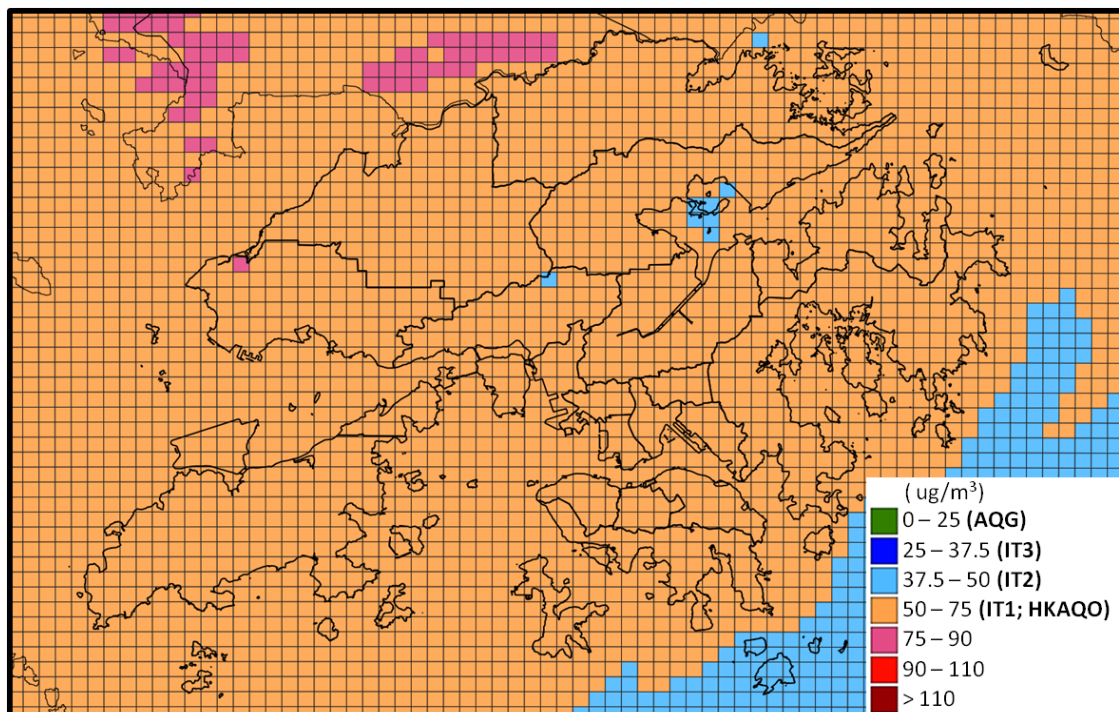 ( ug/m³)
0 – 25 (AQG)
25 – 37.5 (IT3)
37.5 – 50 (IT2)
50 – 75 (IT1; HKAQO)
75 – 90
90 – 110
> 110